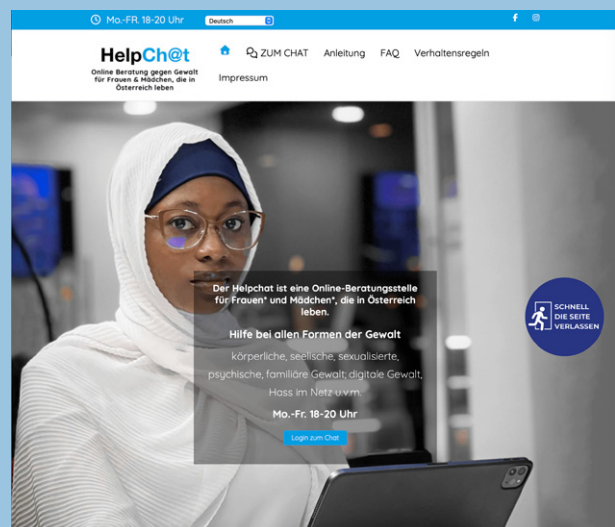 Mo.-FR. 18-20 Uhr
Deutsch
HelpCh@t
Online Beratung gegen Gewalt
für Frauen & Mädchen, die in
Österreich leben
ZUM CHAT Anleitung FAQ Verhaltensregeln
Impressum
Der Helpchat ist eine Online-Beratungsstelle
für Frauen* und Mädchen*, die in Österreich
leben.
Hilfe bei allen Formen der Gewalt
körperliche, seelische, sexualisierte,
psychische, familiäre Gewalt; digitale Gewalt,
Hass im Netz u.v.m.
Mo.-Fr. 18-20 Uhr
Login zum Chat
SCHNELL
DIE SEITE
VERLASSEN